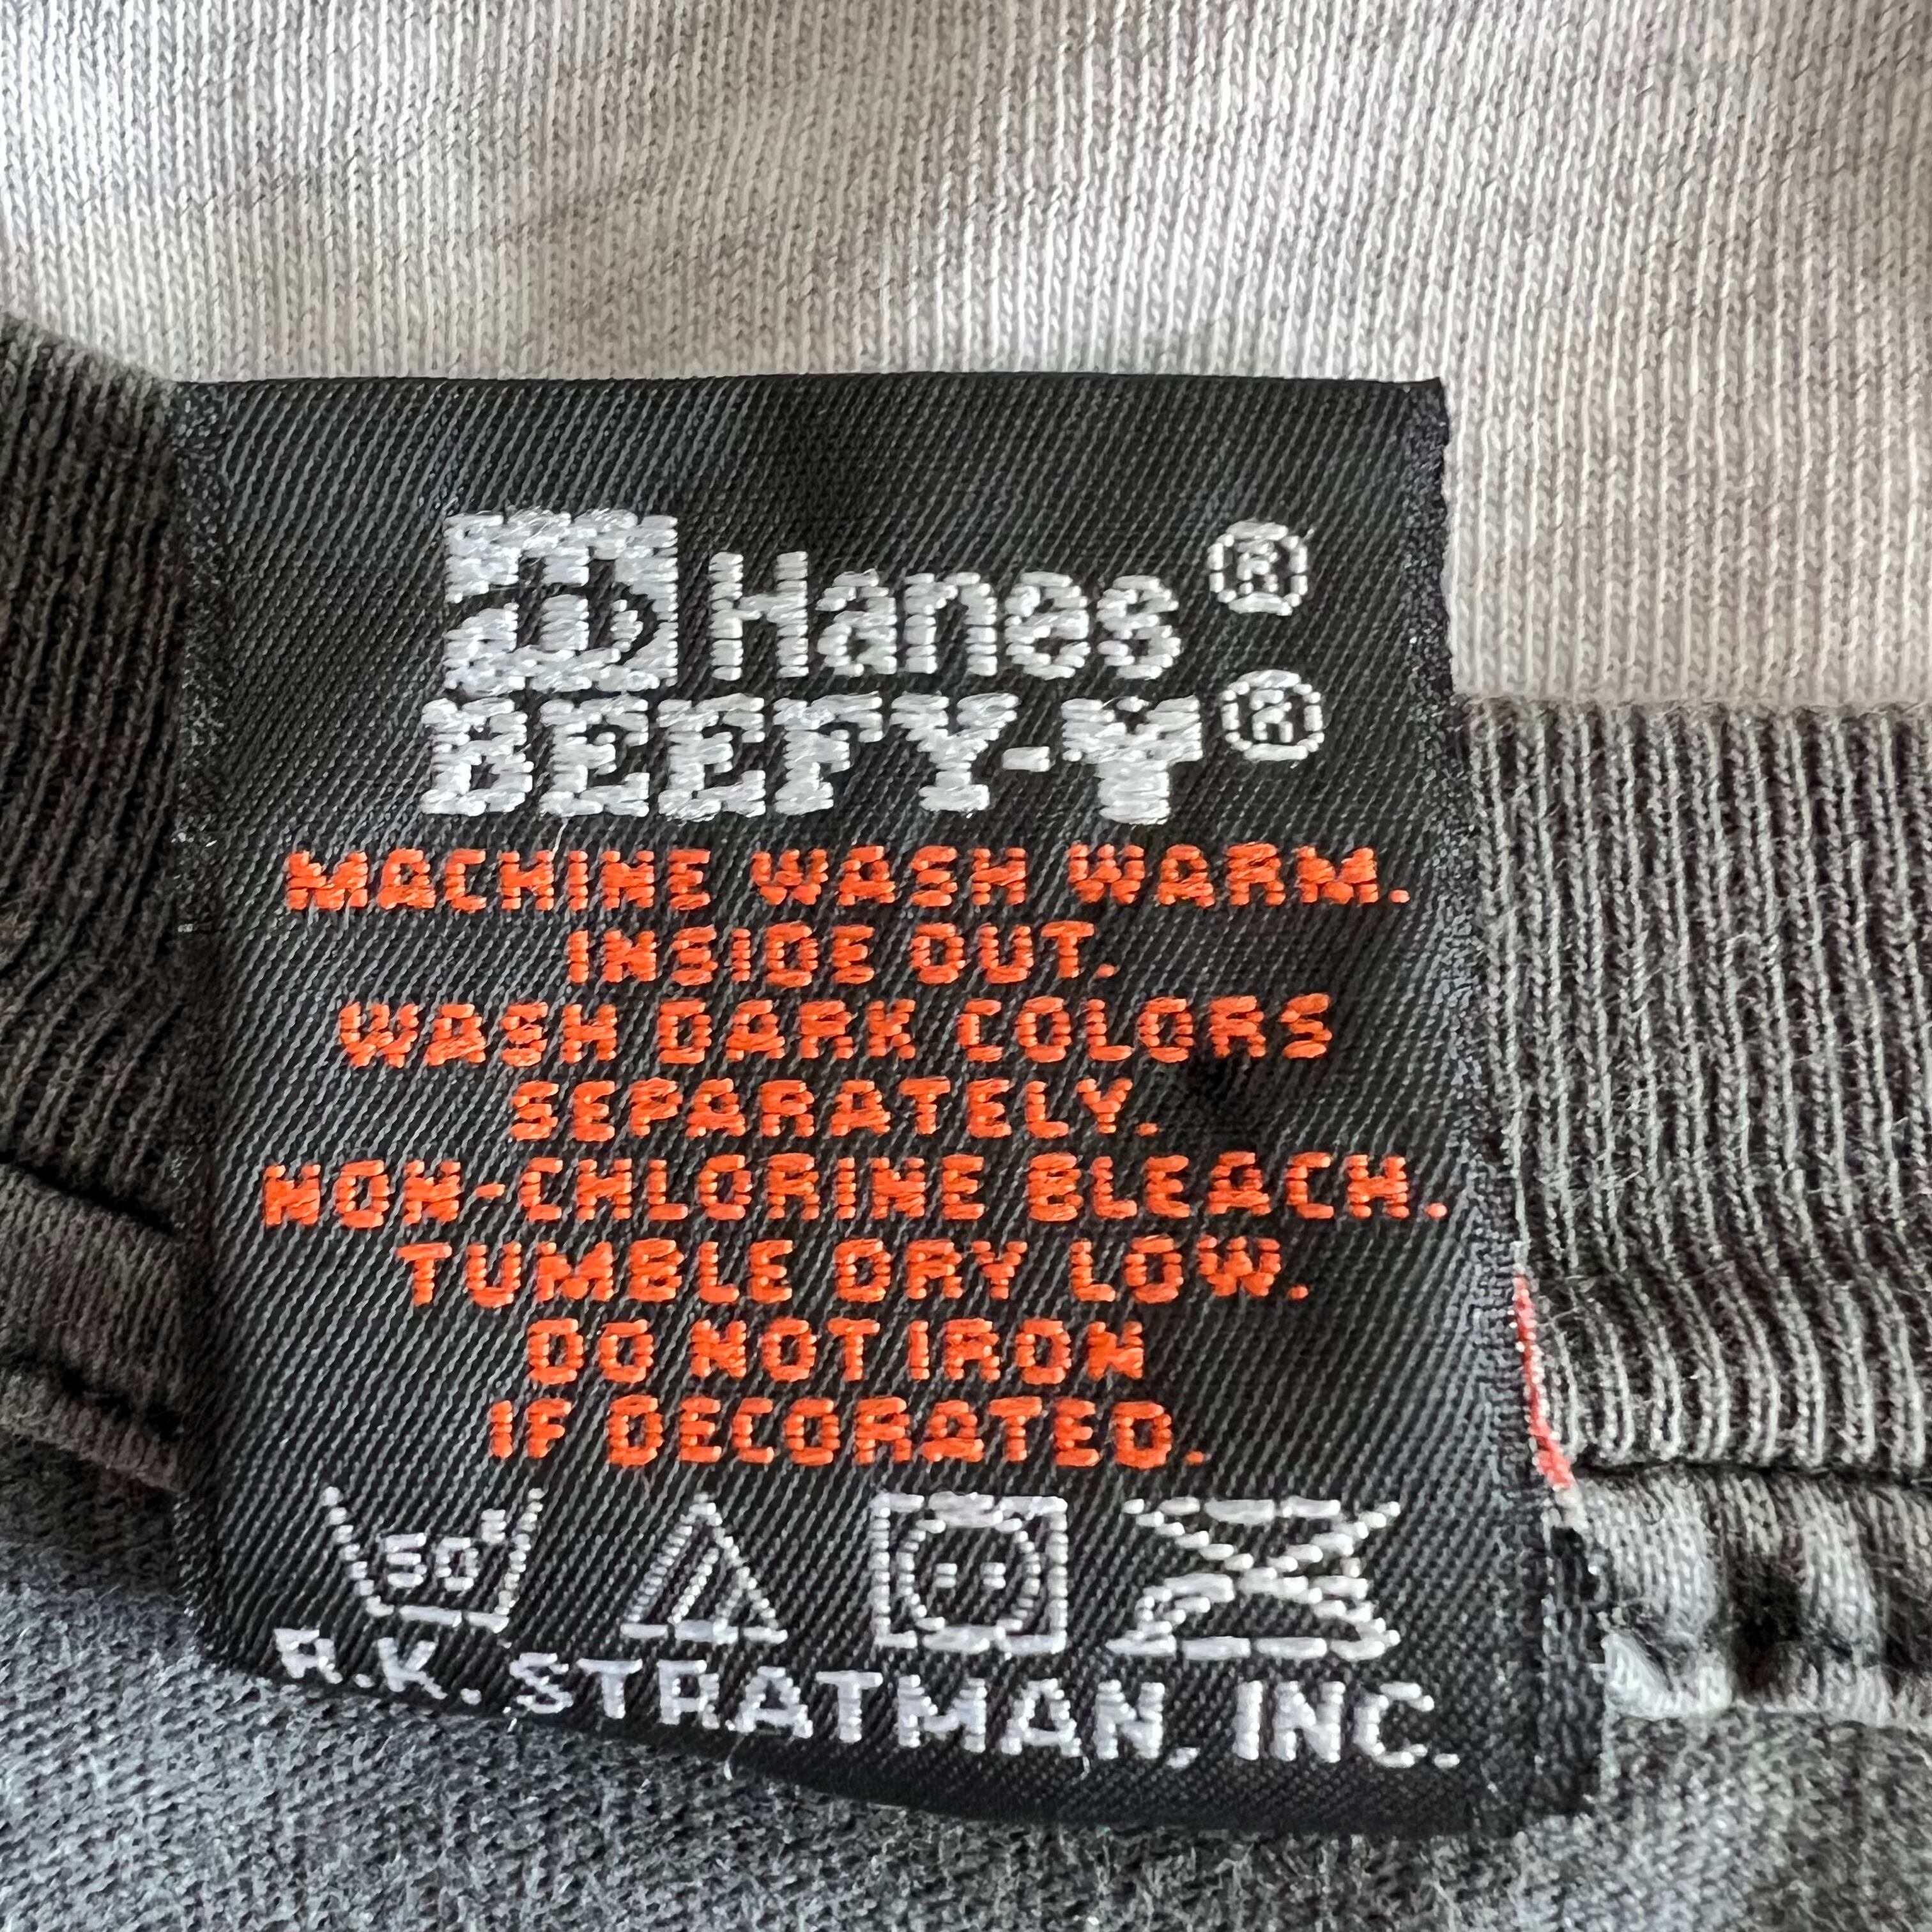 Hanes®
BEEFY-T®
MACHINE WASH WARM.
INSIDE OUT.
WASH DARK COLORS
SEPARATELY.
NON-CHLORINE BLEACH.
TUMBLE DRY LOW.
DO NOT IRON
IF DECORATED.
50°
R.K. STRATMAN, INC.